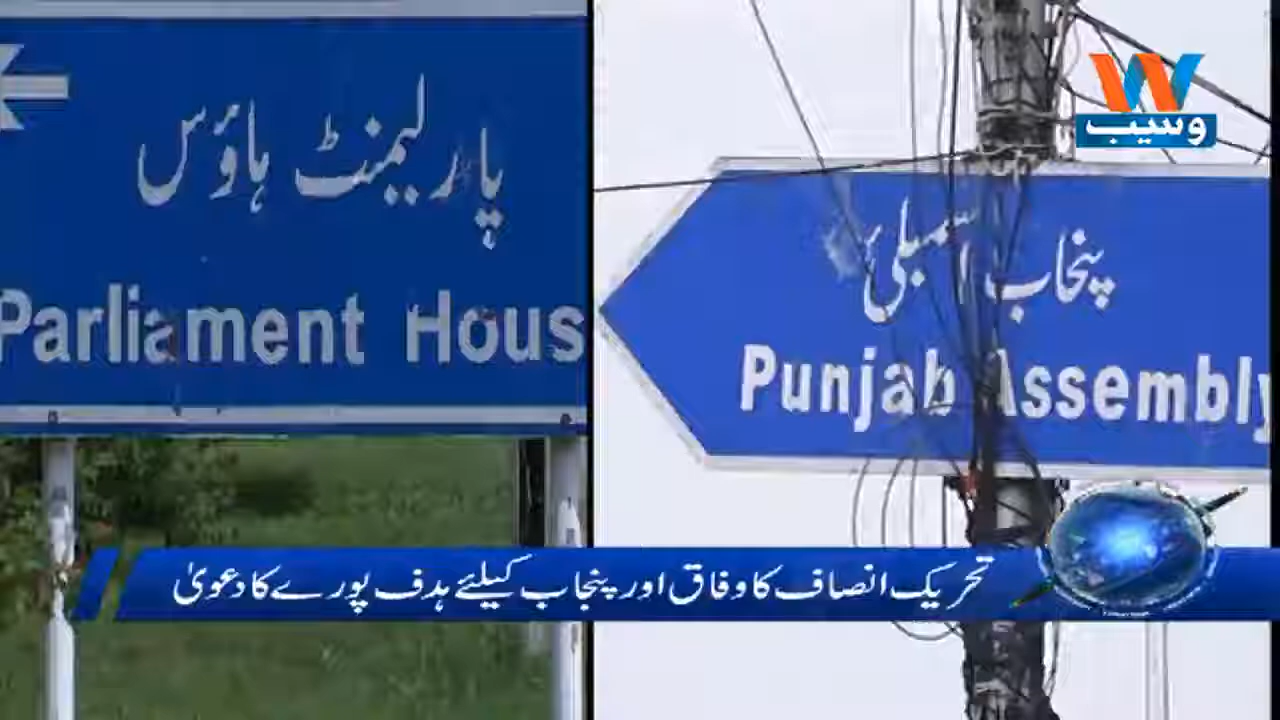 پارلیمنٹ ہاؤس
Parliament Hous
وسیب
پنجاب اسمبلی
Punjab Assembly
تحریک انصاف کا وفاق اور پنجاب کیلئے ہدف پورے کا دعویٰ